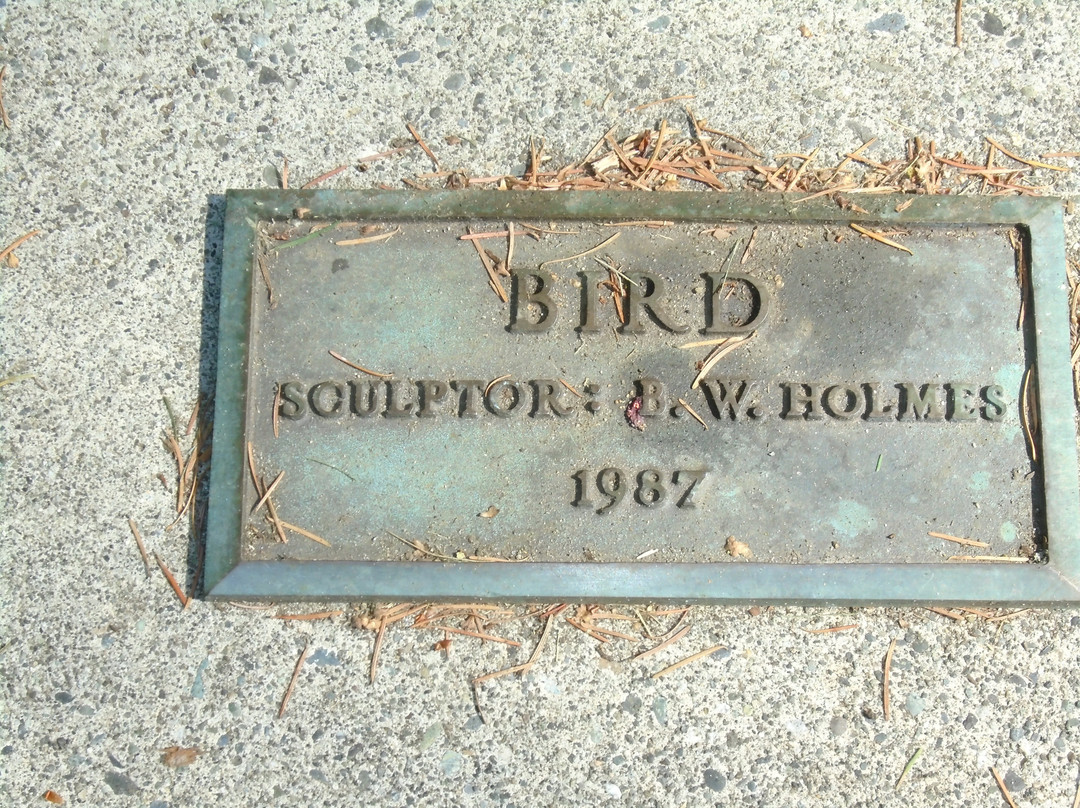 BIRD
SCULPTOR: B.W. HOLMES
1987